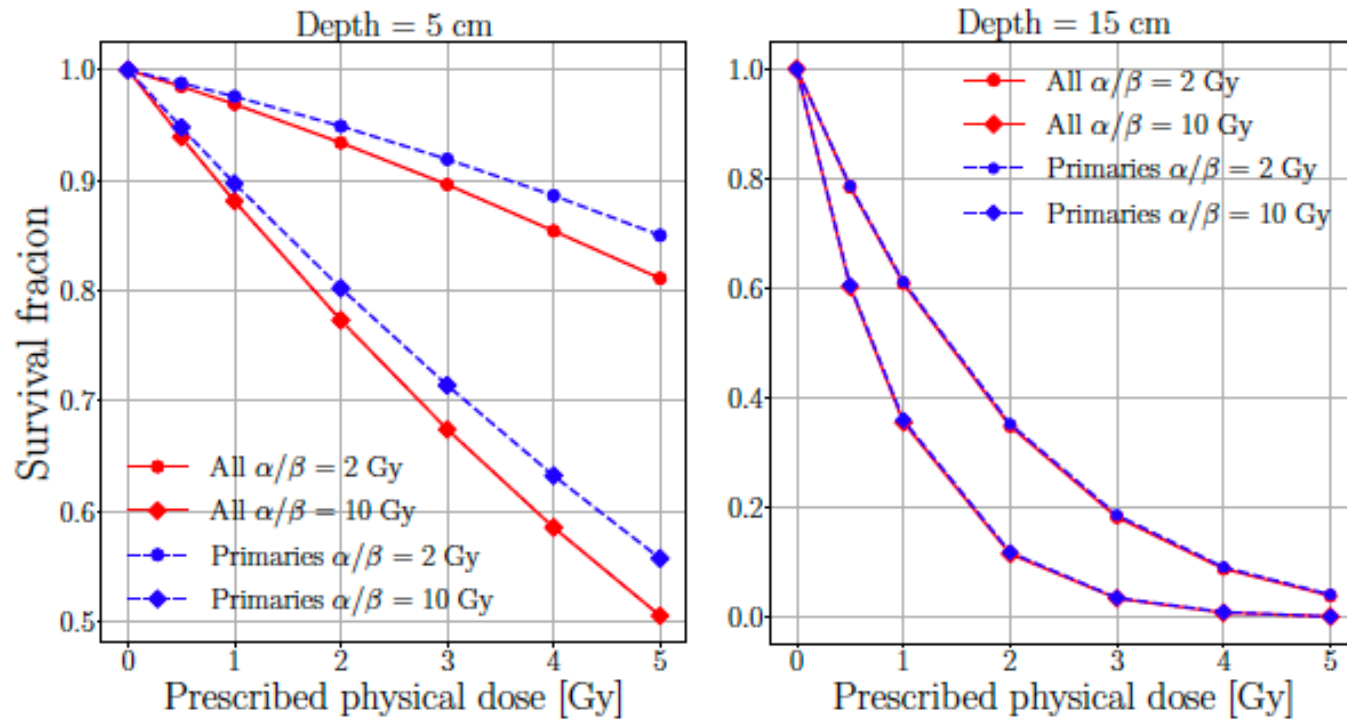 Depth = 5 cm
1.0
0.9
0.8
0.7
0.6
0.5
Survival fracion
All α/β = 2 Gy
All α/β = 10 Gy
Primaries α/β = 2 Gy
Primaries α/β = 10 Gy
0 1 2 3 4 5
Prescribed physical dose [Gy]
Depth = 15 cm
1.0
0.8
0.6
0.4
0.2
0.0
All α/β = 2 Gy
All α/β = 10 Gy
Primaries α/β = 2 Gy
Primaries α/β = 10 Gy
0 1 2 3 4 5
Prescribed physical dose [Gy]